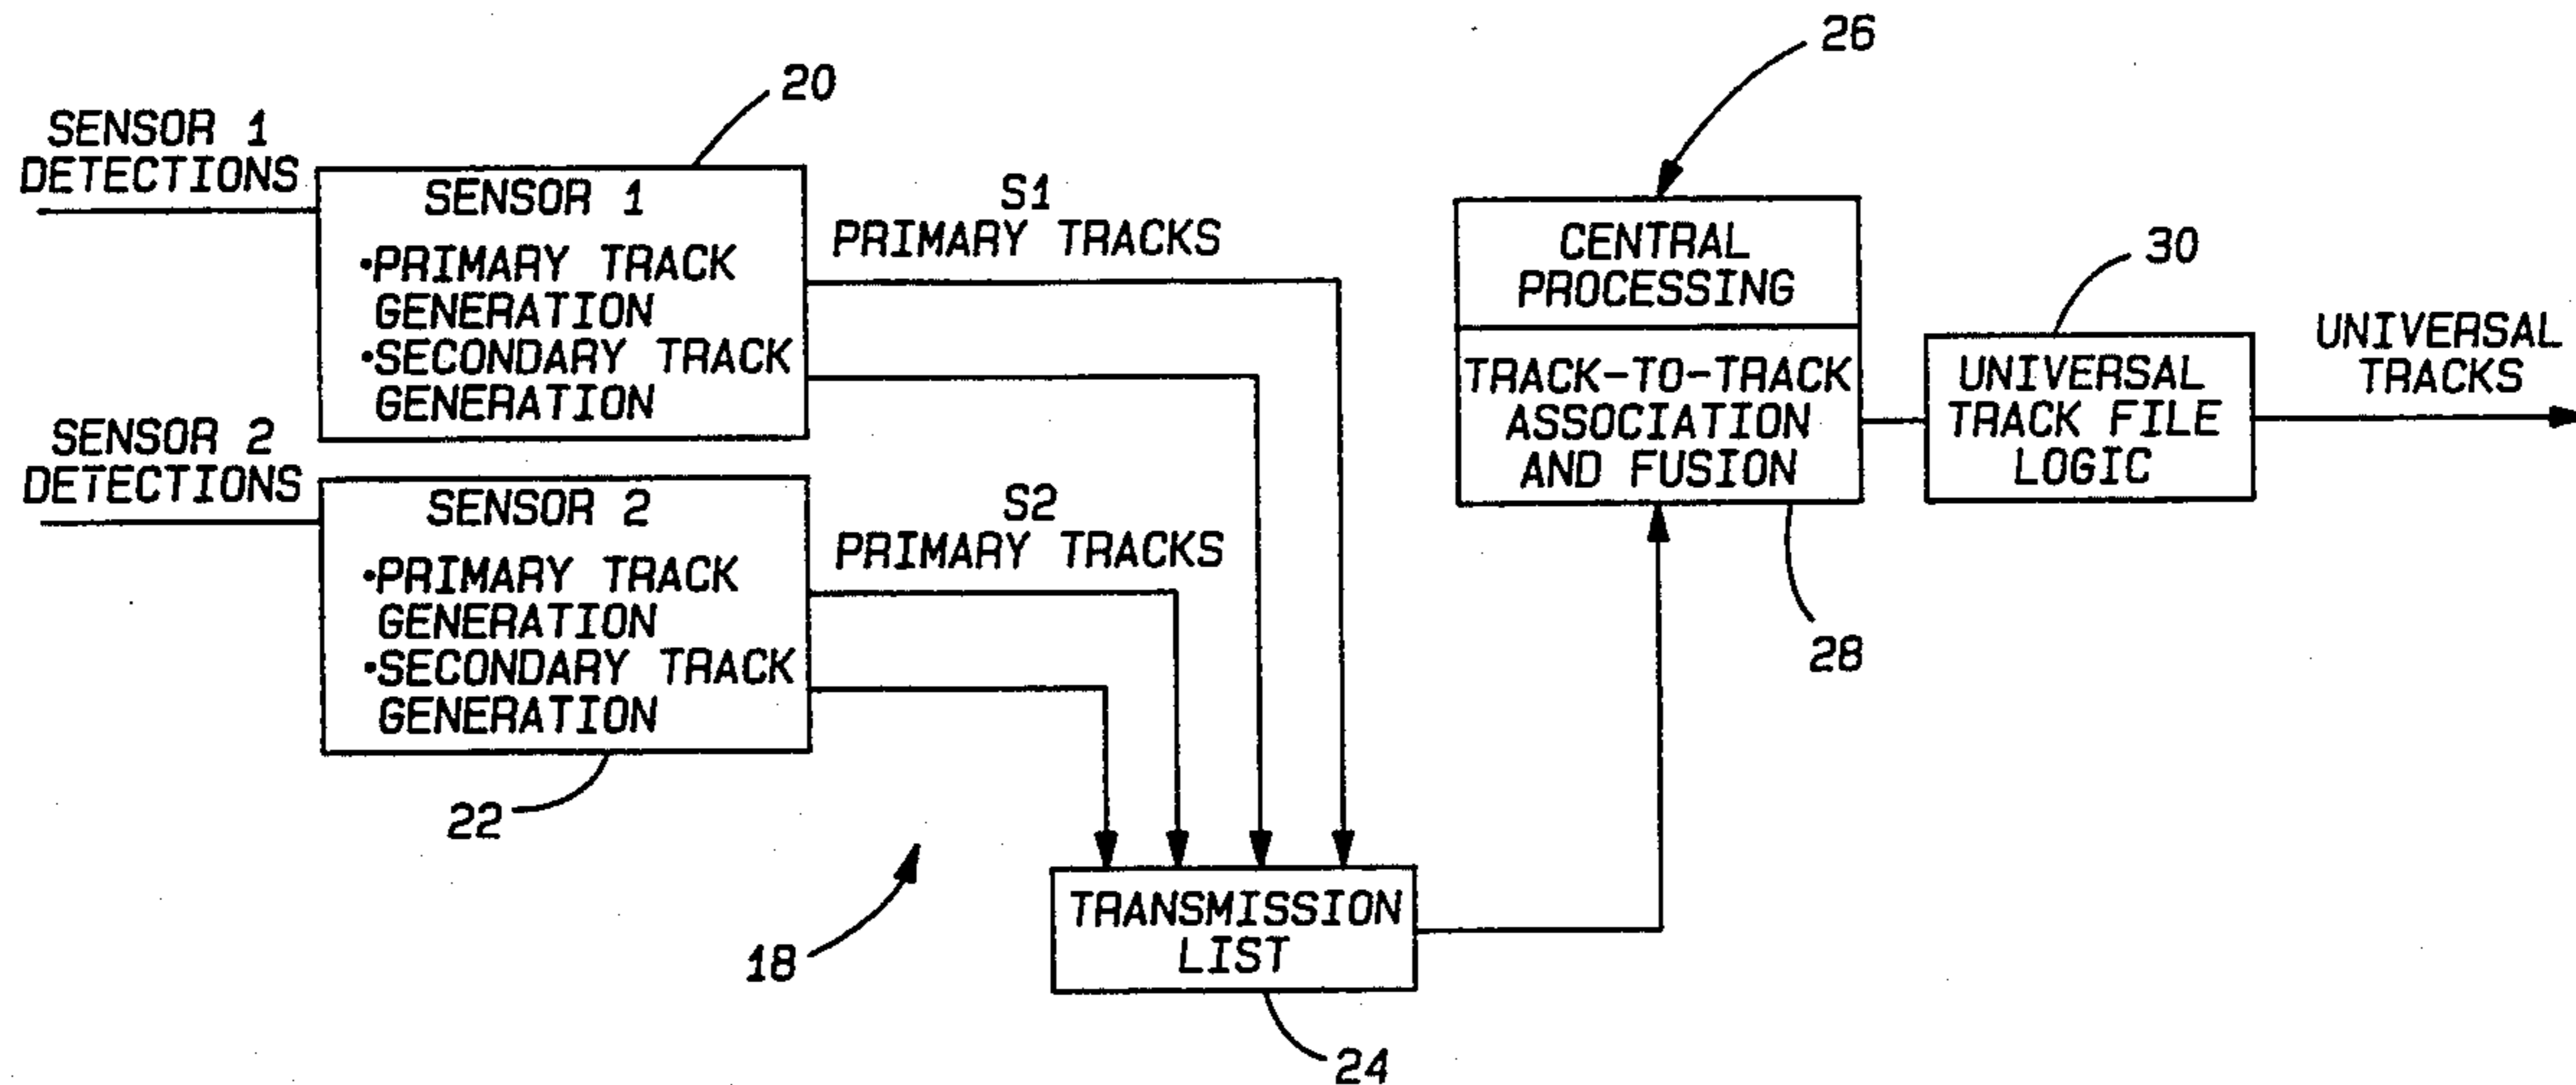 26
20
SENSOR 1
DETECTIONS
SENSOR 1
•PRIMARY TRACK
GENERATION
•SECONDARY TRACK
GENERATION
S1
PRIMARY TRACKS
CENTRAL
PROCESSING
TRACK-TO-TRACK
ASSOCIATION
AND FUSION
30
UNIVERSAL
TRACK FILE
LOGIC
UNIVERSAL
TRACKS
SENSOR 2
DETECTIONS
SENSOR 2
•PRIMARY TRACK
GENERATION
•SECONDARY TRACK
GENERATION
S2
PRIMARY TRACKS
28
22
18
TRANSMISSION
LIST
24